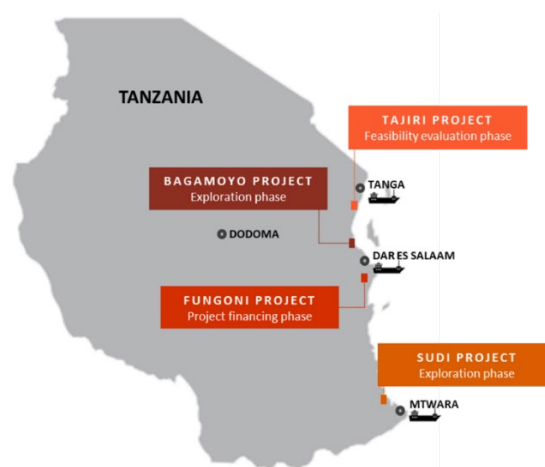 TANZANIA
TAJIRI PROJECT
Feasibility evaluation phase
BAGAMOYO PROJECT
Exploration phase
TANGA
DODOMA
DAR ES SALAAM
FUNGONI PROJECT
Project financing phase
SUDI PROJECT
Exploration phase
MTWARA